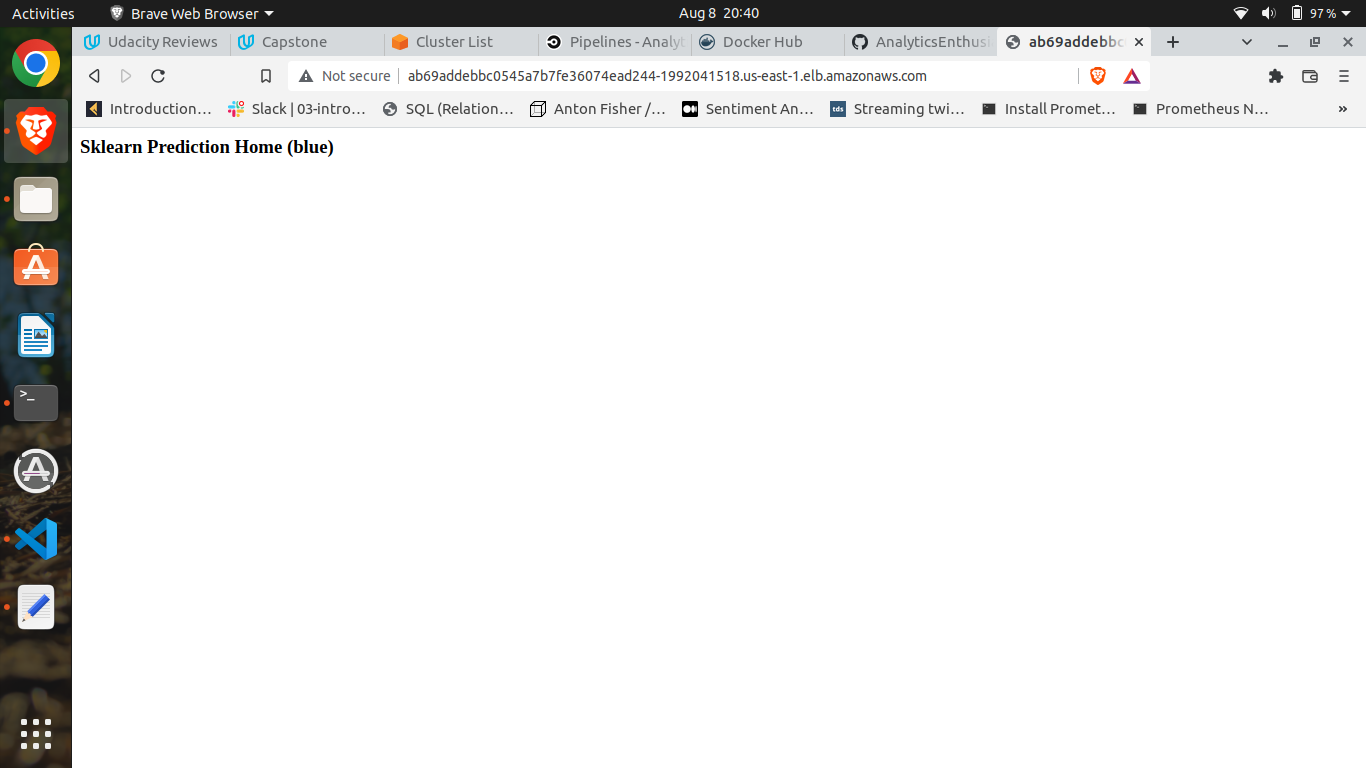 Activities
Brave Web Browser
Aug 8 20:40
97 %
Udacity Reviews
Capstone
Cluster List
Pipelines - Analyt
Docker Hub
AnalyticsEnthusi
ab69addebbc
Not secure
ab69addebbc0545a7b7fe36074ead244-1992041518.us-east-1.elb.amazonaws.com
Introduction…
Slack | 03-intro…
SQL (Relation…
Anton Fisher /…
Sentiment An…
tds
Streaming twi…
Install Promet…
Prometheus N…
»
Sklearn Prediction Home (blue)
>_